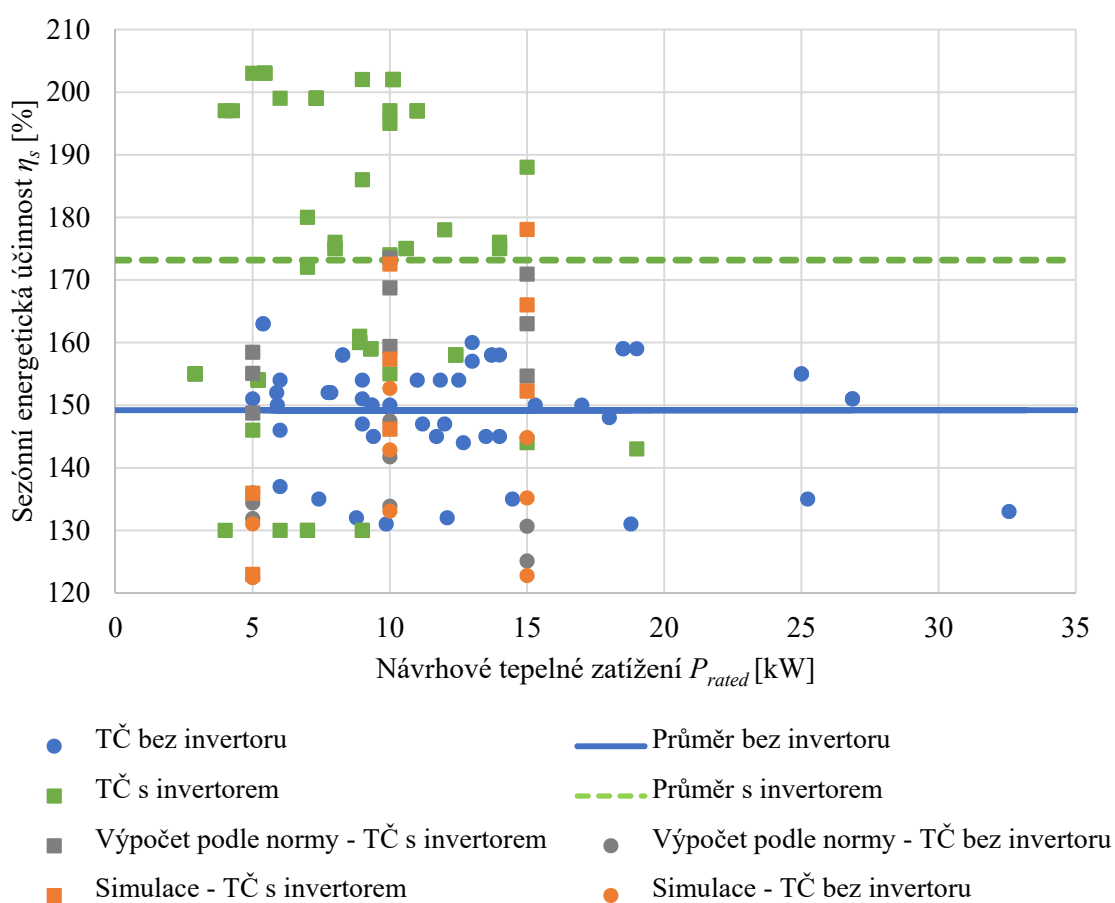 210
200
190
180
170
160
150
140
130
120
Sezónní energetická účinnost ηs [%]
0 5 10 15 20 25 30 35
Návrhové tepelné zatížení Prated [kW]
TČ bez invertoru
Průměr bez invertoru
TČ s invertorem
Průměr s invertorem
Výpočet podle normy - TČ s invertorem
Výpočet podle normy - TČ bez invertoru
Simulace - TČ s invertorem
Simulace - TČ bez invertoru